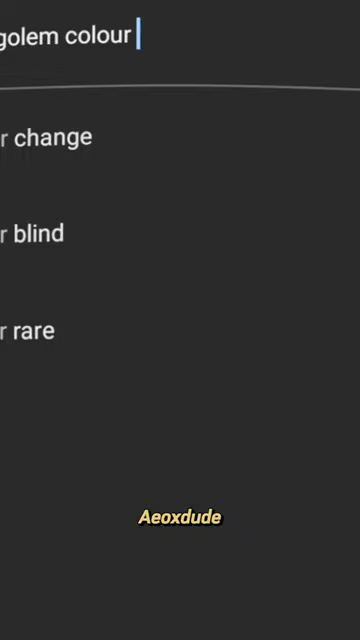 golem colour
r change
r blind
r rare
Aeoxdude